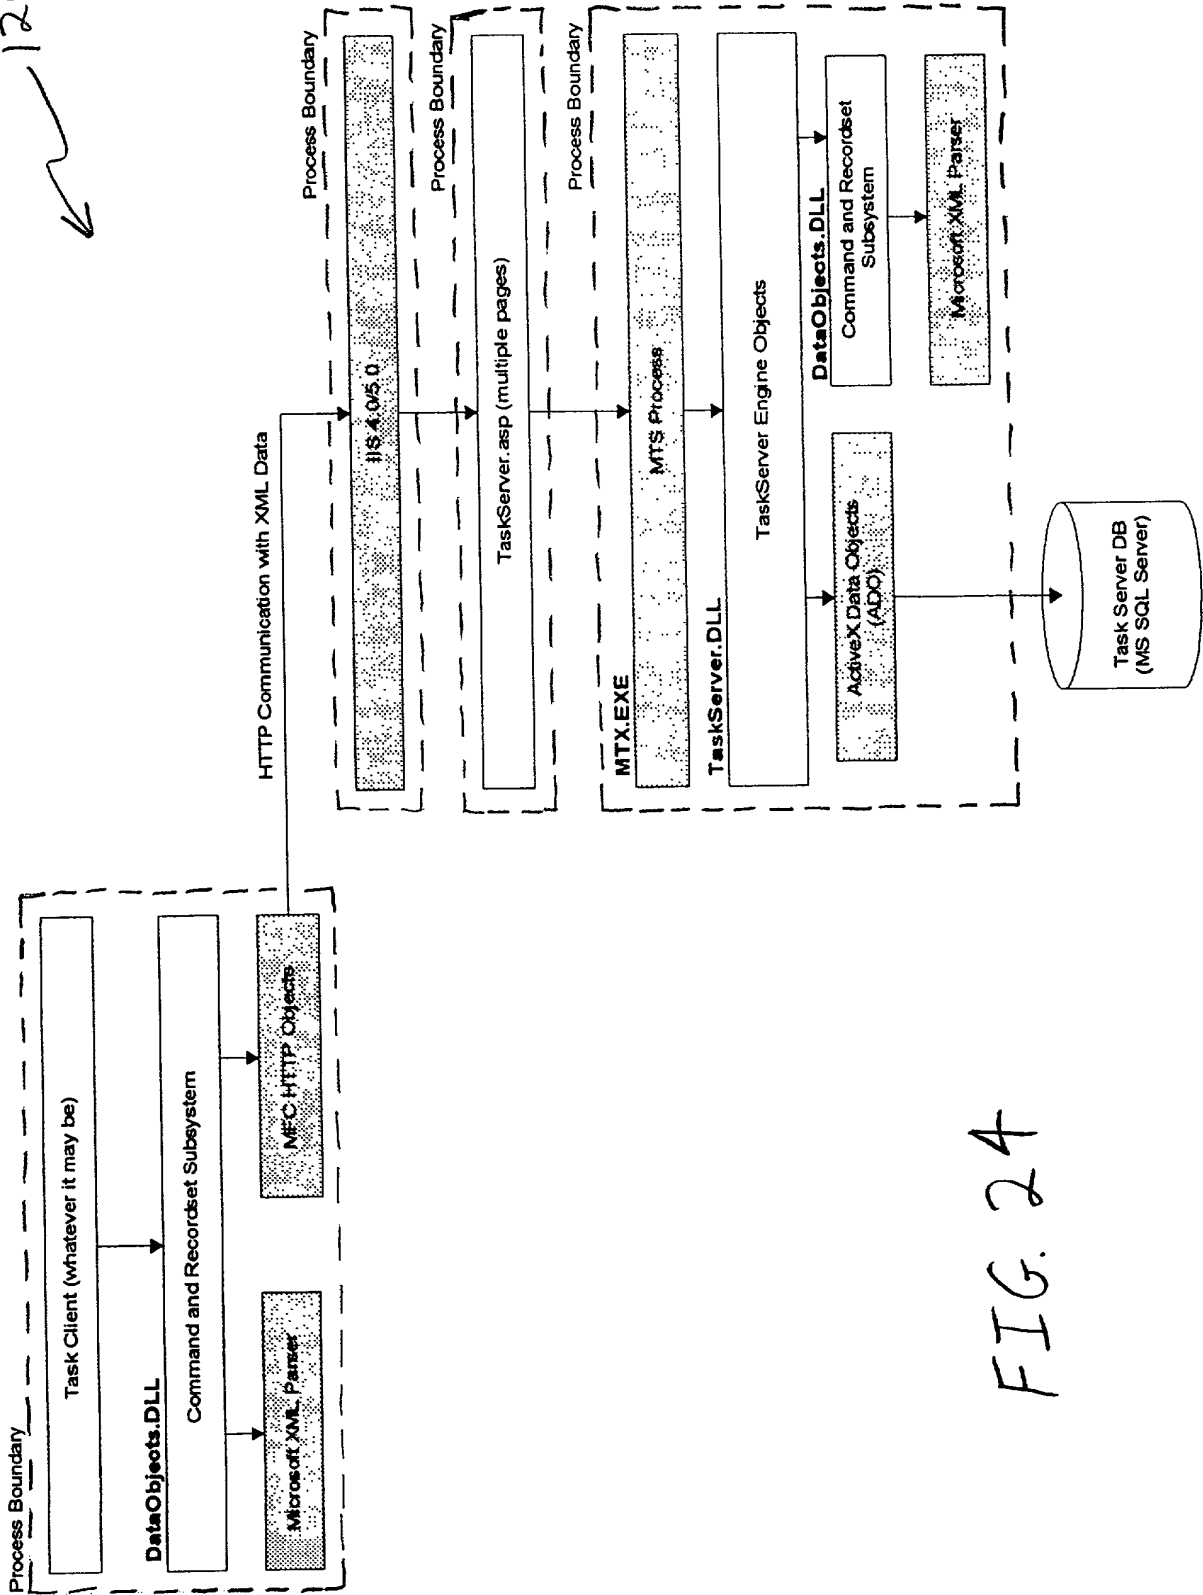 Process Boundary
Task Client (whatever it may be)
DataObjects.DLL
Command and Recordset Subsystem
Microsoft XML Parser
MFC HTTP Objects
HTTP Communication with XML Data
Process Boundary
IIS 4.0/5.0
Process Boundary
TaskServer.asp (multiple pages)
Process Boundary
MTX.EXE
MTS Process
TaskServer.DLL
TaskServer Engine Objects
ActiveX Data Objects
(ADO)
DataObjects.DLL
Command and Recordset
Subsystem
Microsoft XML Parser
Task Server DB
(MS SQL Server)
FIG. 24